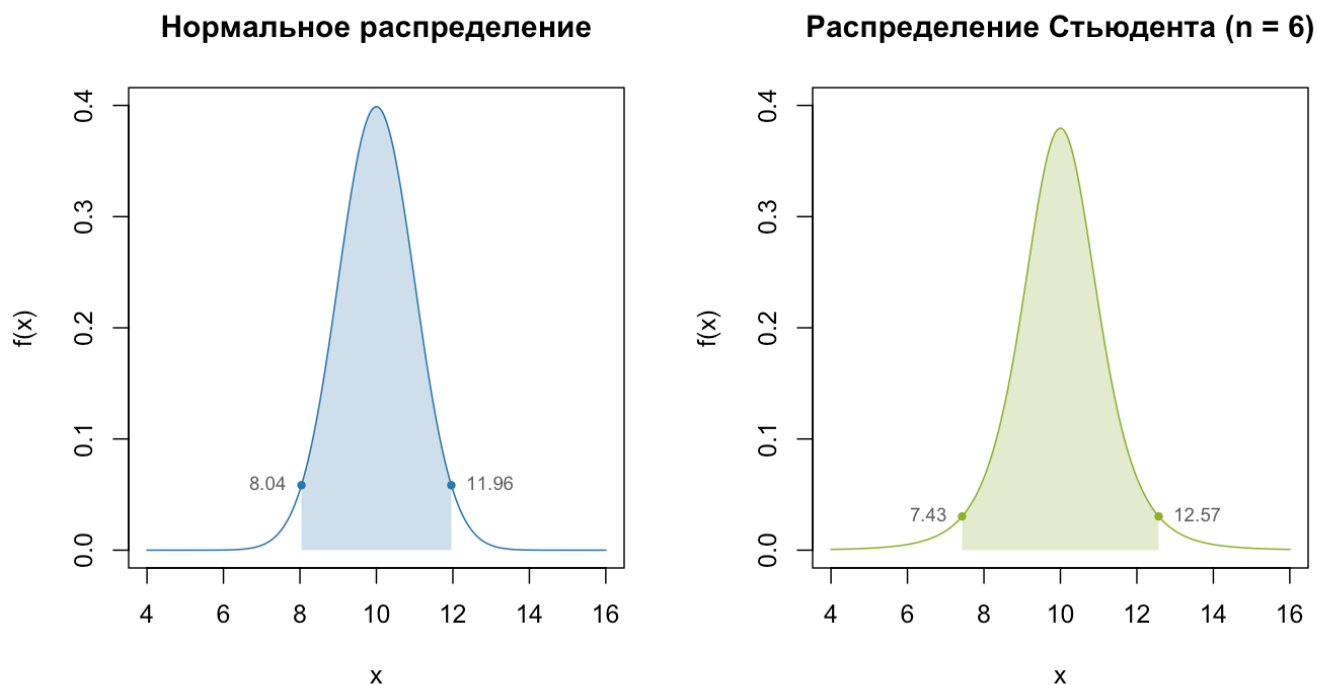 Нормальное распределение
0.4
0.3
0.2
0.1
0.0
f(x)
8.04
11.96
4 6 8 10 12 14 16
x
Распределение Стьюдента (n = 6)
0.4
0.3
0.2
0.1
0.0
f(x)
7.43
12.57
4 6 8 10 12 14 16
x